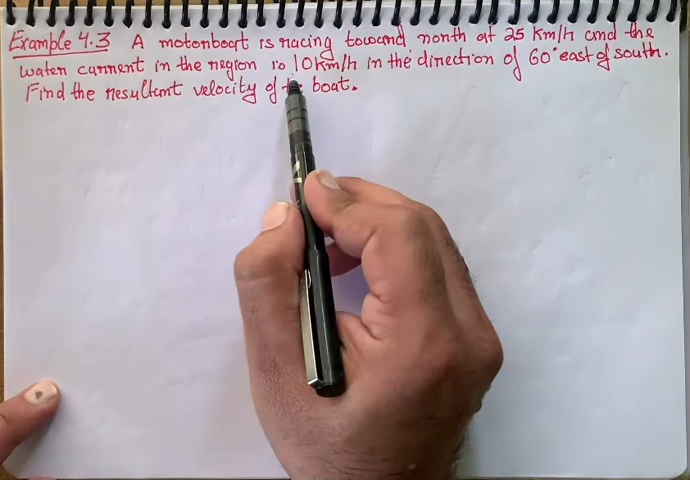 Example 4.3 A motorboat is racing toward north at 25 km/h and the
water current in the region is 10 km/h in the direction of 60° east of south.
Find the resultant velocity of boat.